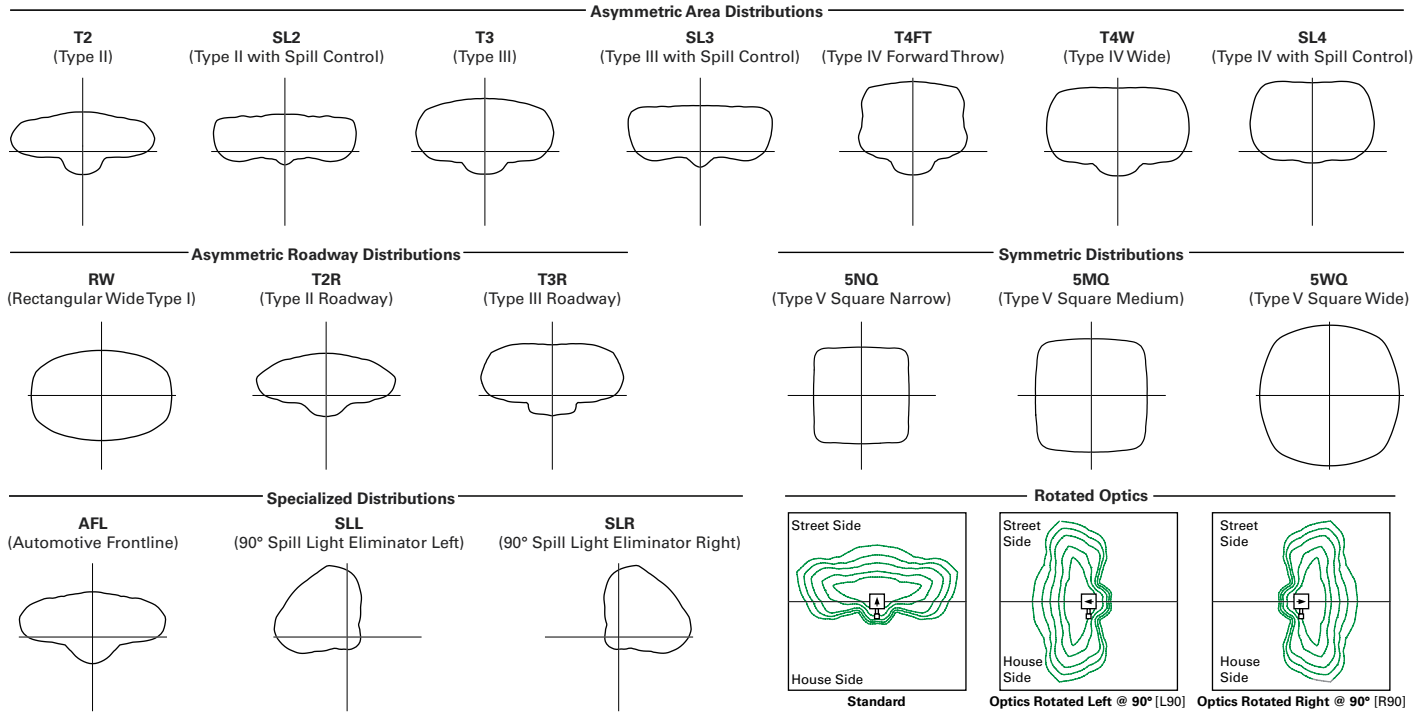 Asymmetric Area Distributions
T2
(Type II)
SL2
(Type II with Spill Control)
T3
(Type III)
SL3
(Type III with Spill Control)
T4FT
(Type IV Forward Throw)
T4W
(Type IV Wide)
SL4
(Type IV with Spill Control)
Asymmetric Roadway Distributions
RW
(Rectangular Wide Type I)
T2R
(Type II Roadway)
T3R
(Type III Roadway)
Symmetric Distributions
5NQ
(Type V Square Narrow)
5MQ
(Type V Square Medium)
5WQ
(Type V Square Wide)
Specialized Distributions
AFL
(Automotive Frontline)
SLL
(90° Spill Light Eliminator Left)
SLR
(90° Spill Light Eliminator Right)
Rotated Optics
Street Side
House Side
Standard
Street
Side
House
Side
Optics Rotated Left @ 90° [L90]
Street
Side
House
Side
Optics Rotated Right @ 90° [R90]